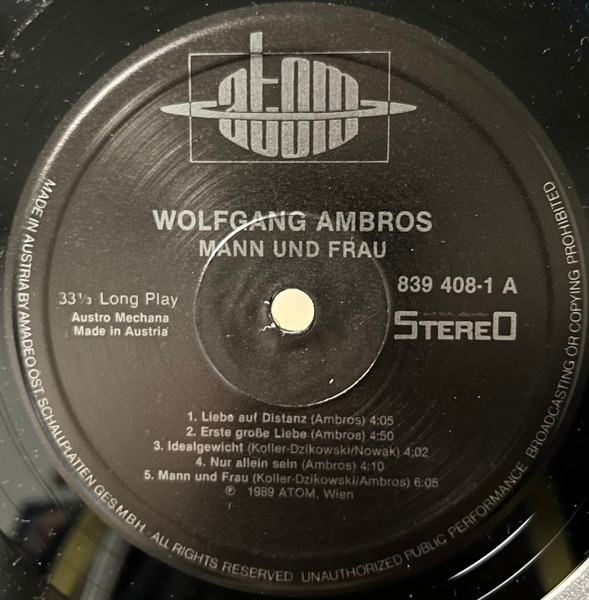 atom
WOLFGANG AMBROS
MANN UND FRAU
839 408-1 A
33⅓ Long Play
Austro Mechana
Made in Austria
STEREO
1. Liebe auf Distanz (Ambros) 4:05
2. Erste große Liebe (Ambros) 4:50
3. Idealgewicht (Koller-Dzikowski/Nowak) 4:02
4. Nur allein sein (Ambros) 4:10
5. Mann und Frau (Koller-Dzikowski/Ambros) 6:05
℗ 1989 ATOM, Wien
MADE IN AUSTRIA BY AMADEO ÖST. SCHALLPLATTEN GES MBH ALL RIGHTS RESERVED UNAUTHORIZED PUBLIC PERFORMANCE BROADCASTING OR COPYING PROHIBITED